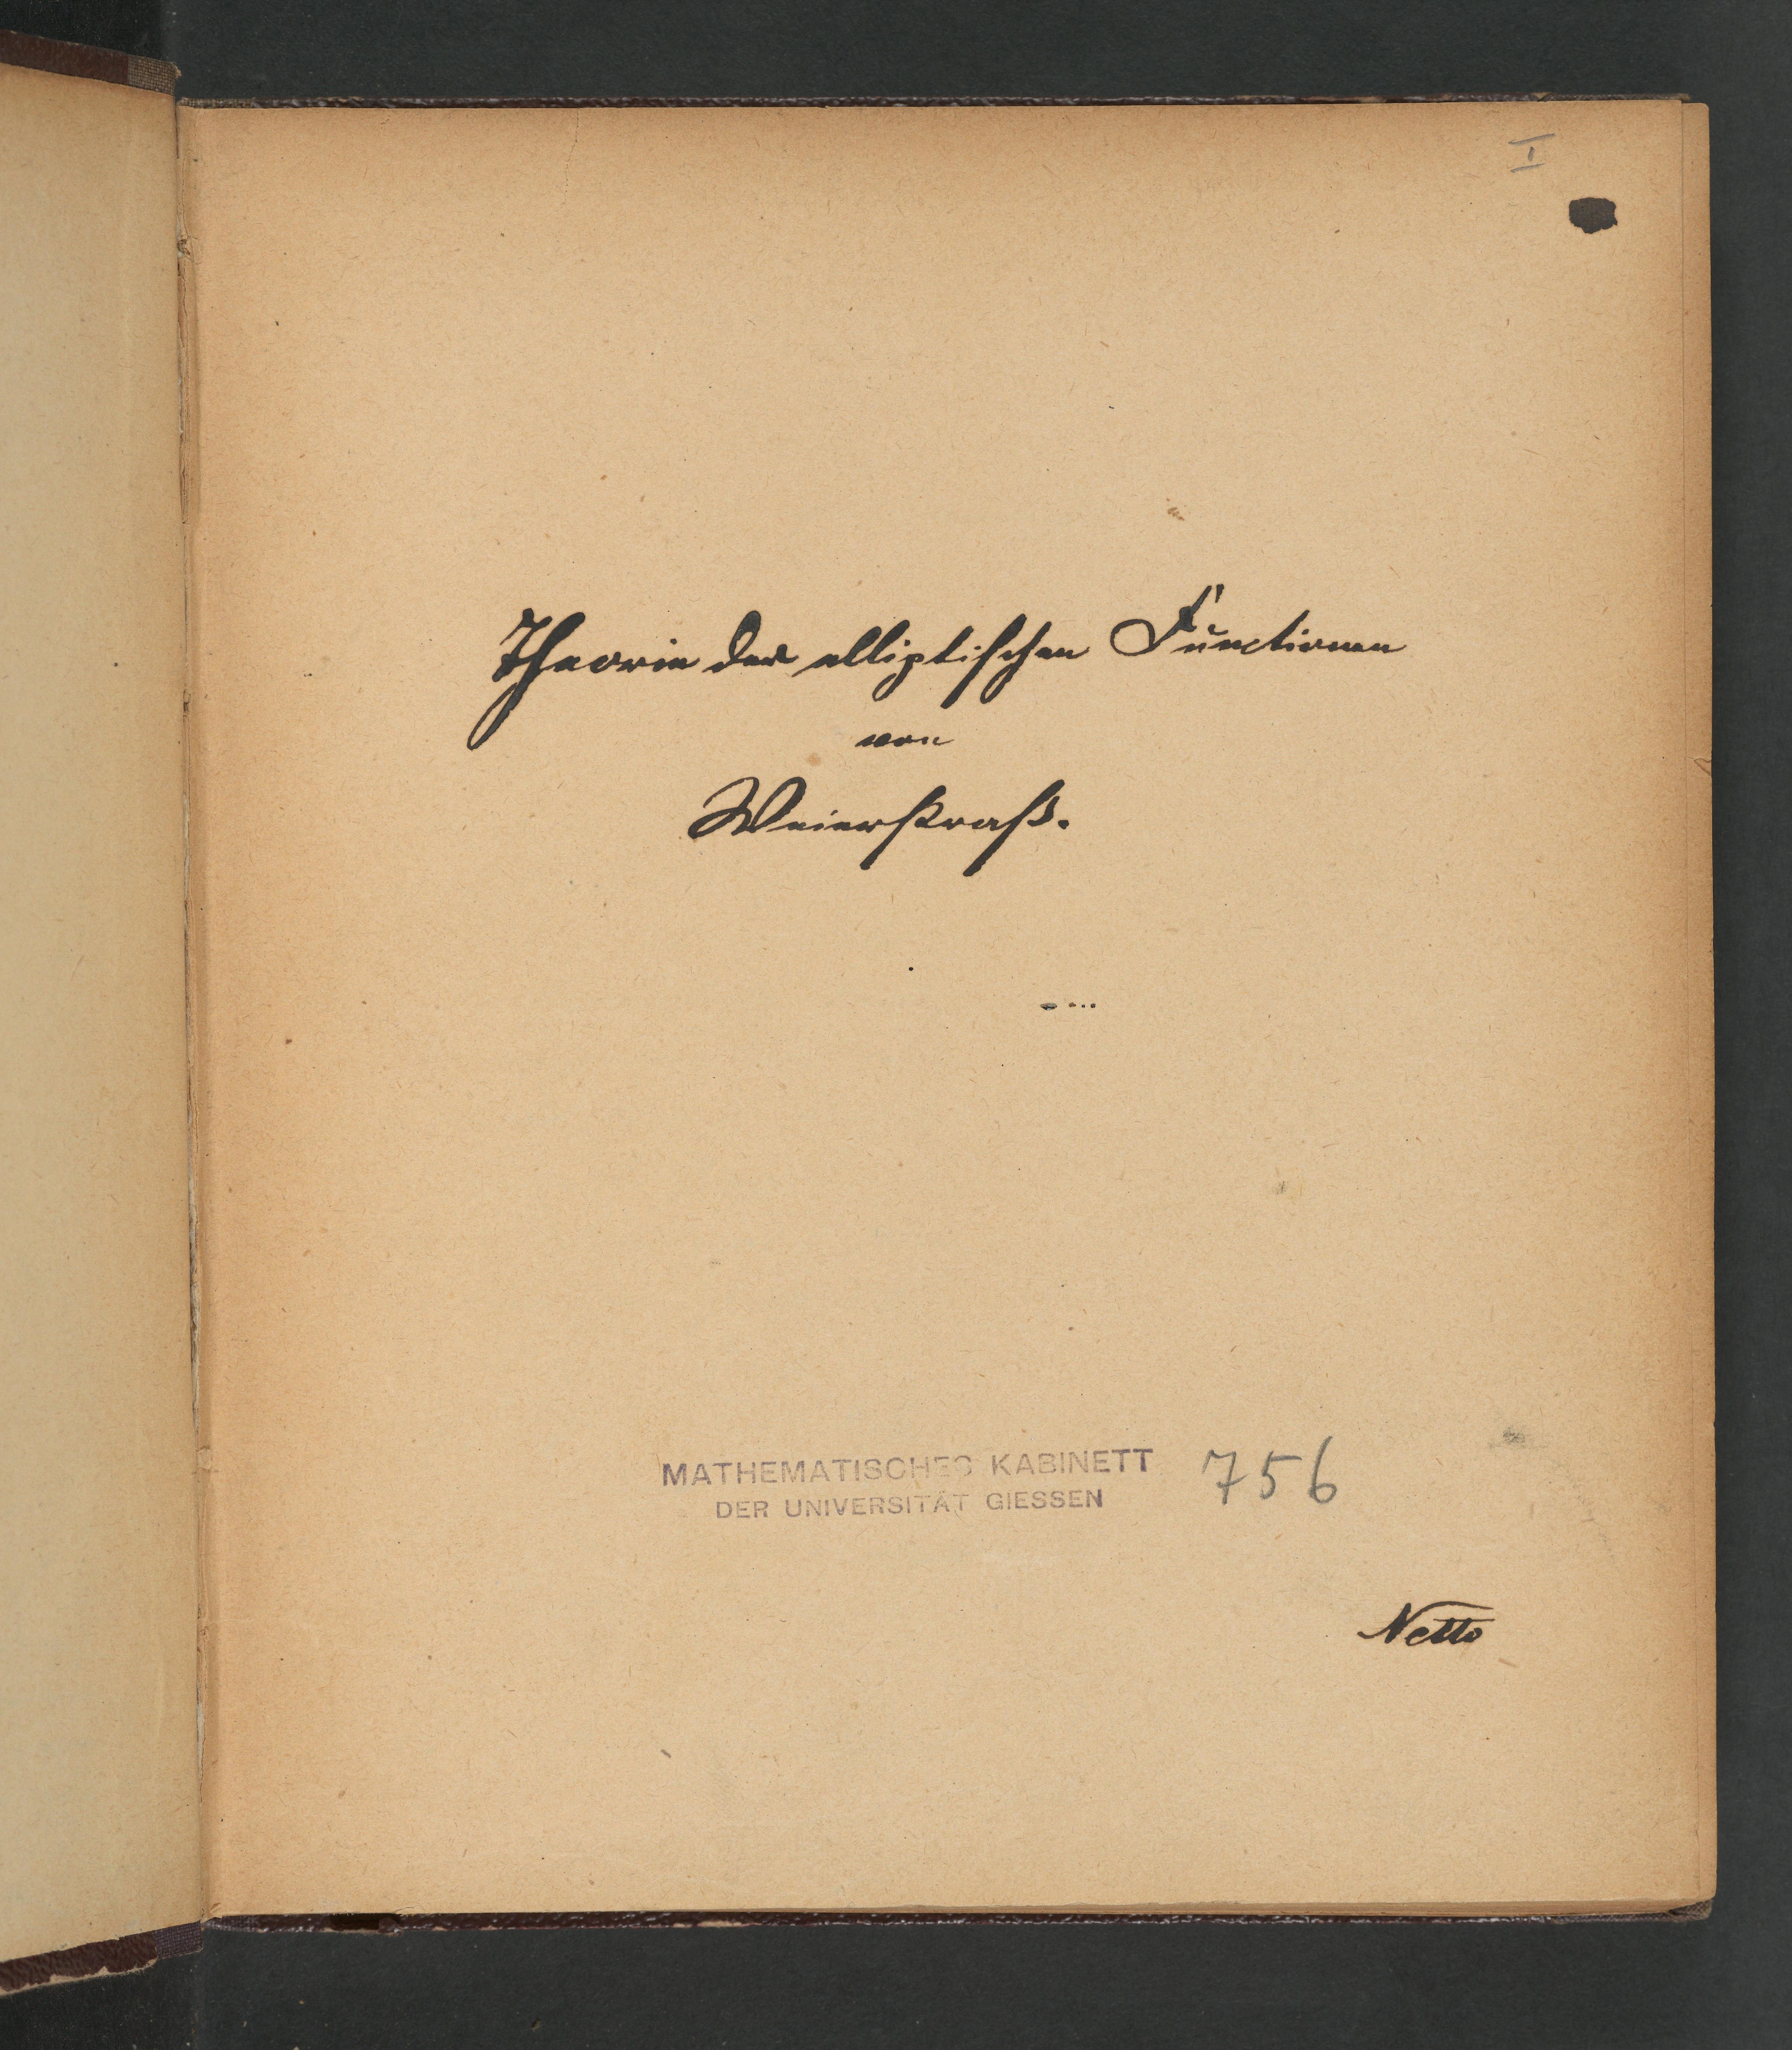 I
Theorie der elliptischen Functionen
von
Weierstraß.
MATHEMATISCHES KABINETT 756
DER UNIVERSITÄT GIESSEN
Netto